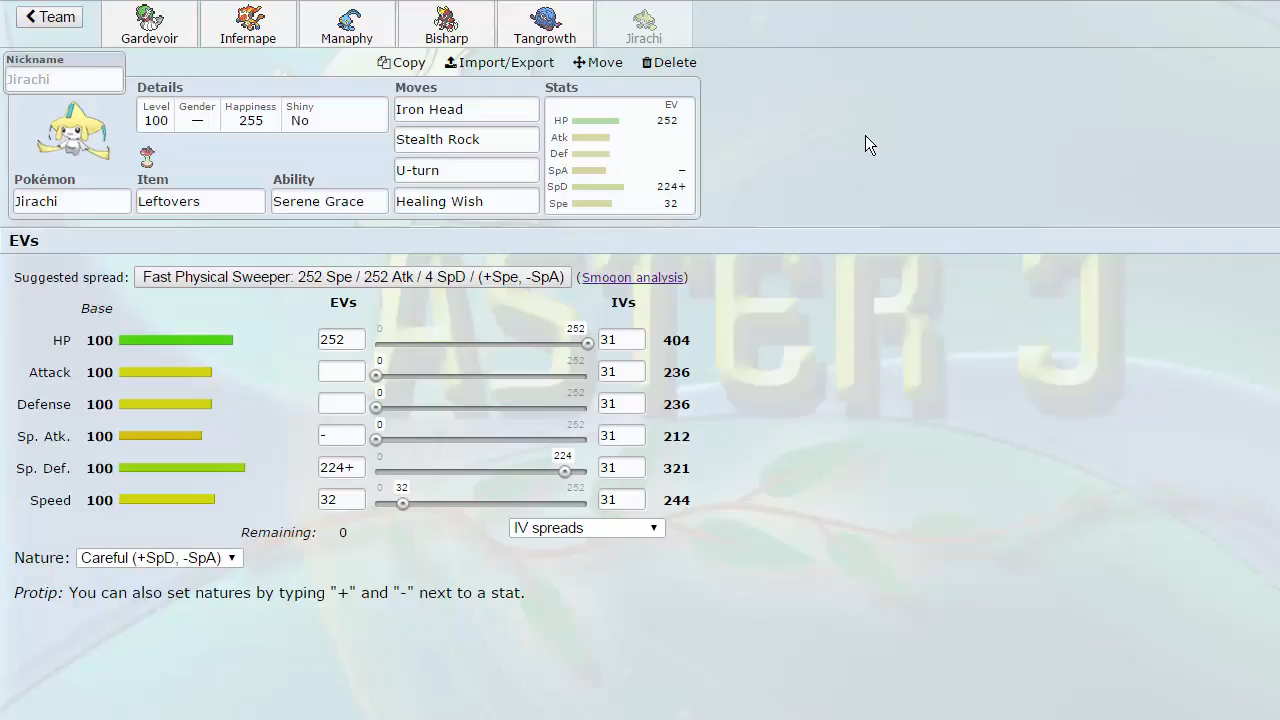 Team
Gardevoir Infernape Manaphy Bisharp Tangrowth Jirachi
Nickname
Jirachi
Copy Import/Export Move Delete
Details Moves Stats
Level Gender Happiness Shiny
100 — 255 No
Iron Head
Stealth Rock
U-turn
Healing Wish
EV
HP 252
Atk
Def
SpA –
SpD 224+
Spe 32
Pokémon Item Ability
Jirachi Leftovers Serene Grace
EVs
Suggested spread: Fast Physical Sweeper: 252 Spe / 252 Atk / 4 SpD / (+Spe, -SpA) (Smogon analysis)
Base EVs IVs
HP 100 252 0 252 31 404
Attack 100 0 252 31 236
Defense 100 0 252 31 236
Sp. Atk. 100 - 0 252 31 212
Sp. Def. 100 224+ 0 224 31 321
Speed 100 32 0 32 252 31 244
Remaining: 0 IV spreads
Nature: Careful (+SpD, -SpA)
Protip: You can also set natures by typing "+" and "-" next to a stat.
ASTER J